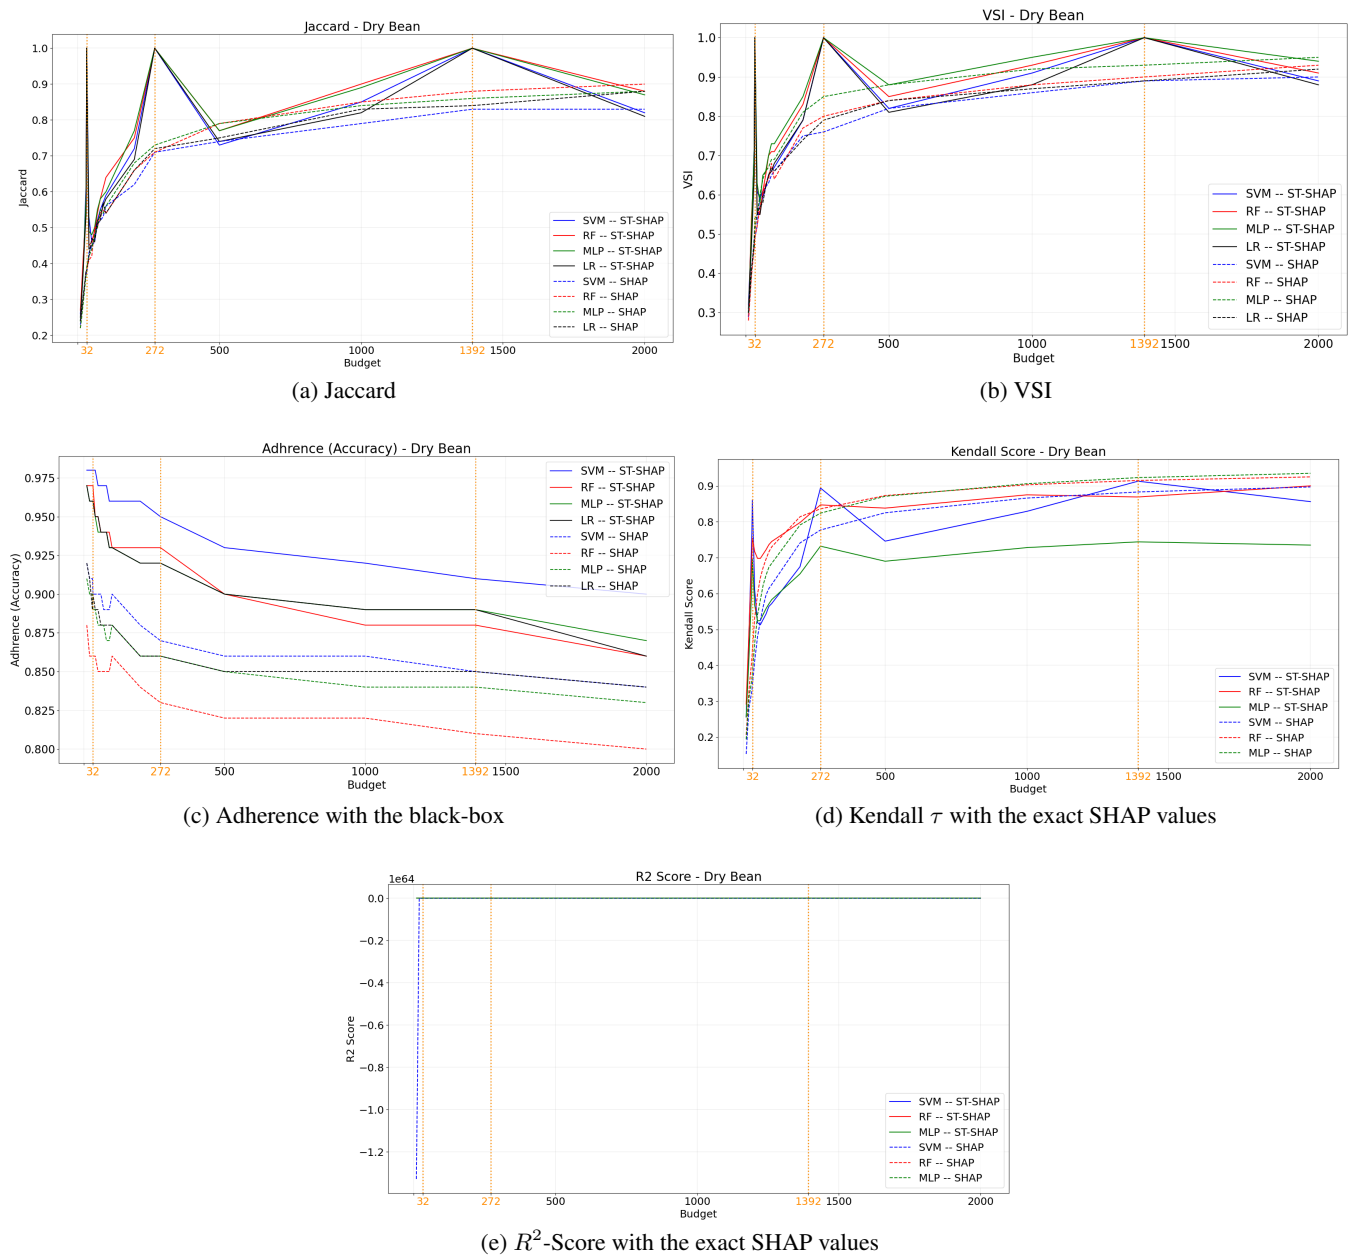 Jaccard - Dry Bean
1.0
0.9
0.8
0.7
0.6
0.5
0.4
0.3
0.2
Jaccard
SVM -- ST-SHAP
RF -- ST-SHAP
MLP -- ST-SHAP
LR -- ST-SHAP
SVM -- SHAP
RF -- SHAP
MLP -- SHAP
LR -- SHAP
32 272 500 1000 1392 1500 2000
Budget
(a) Jaccard
VSI - Dry Bean
1.0
0.9
0.8
0.7
0.6
0.5
0.4
0.3
VSI
SVM -- ST-SHAP
RF -- ST-SHAP
MLP -- ST-SHAP
LR -- ST-SHAP
SVM -- SHAP
RF -- SHAP
MLP -- SHAP
LR -- SHAP
32 272 500 1000 1392 1500 2000
Budget
(b) VSI
Adhrence (Accuracy) - Dry Bean
0.975
0.950
0.925
0.900
0.875
0.850
0.825
0.800
Adhrence (Accuracy)
SVM -- ST-SHAP
RF -- ST-SHAP
MLP -- ST-SHAP
LR -- ST-SHAP
SVM -- SHAP
RF -- SHAP
MLP -- SHAP
LR -- SHAP
32 272 500 1000 1392 1500 2000
Budget
(c) Adherence with the black-box
Kendall Score - Dry Bean
0.9
0.8
0.7
0.6
0.5
0.4
0.3
0.2
Kendall Score
SVM -- ST-SHAP
RF -- ST-SHAP
MLP -- ST-SHAP
SVM -- SHAP
RF -- SHAP
MLP -- SHAP
32 272 500 1000 1392 1500 2000
Budget
(d) Kendall τ with the exact SHAP values
R2 Score - Dry Bean
1e64
0.0
−0.2
−0.4
−0.6
−0.8
−1.0
−1.2
R2 Score
SVM -- ST-SHAP
RF -- ST-SHAP
MLP -- ST-SHAP
SVM -- SHAP
RF -- SHAP
MLP -- SHAP
32 272 500 1000 1392 1500 2000
Budget
(e) R²-Score with the exact SHAP values